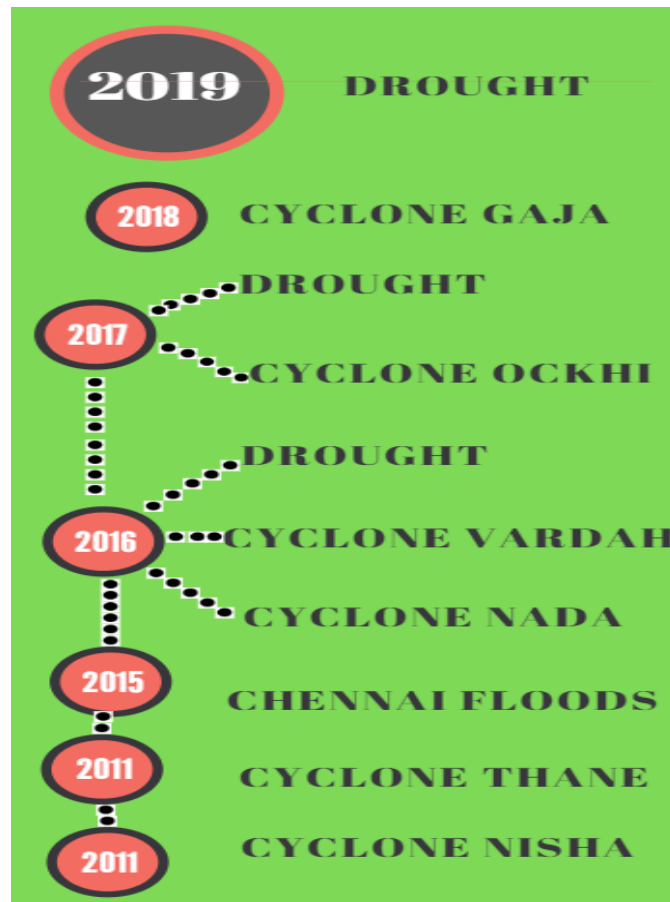 2019 DROUGHT
2018 CYCLONE GAJA
DROUGHT
2017
CYCLONE OCKHI
DROUGHT
2016 CYCLONE VARDAH
CYCLONE NADA
2015 CHENNAI FLOODS
2011 CYCLONE THANE
2011 CYCLONE NISHA